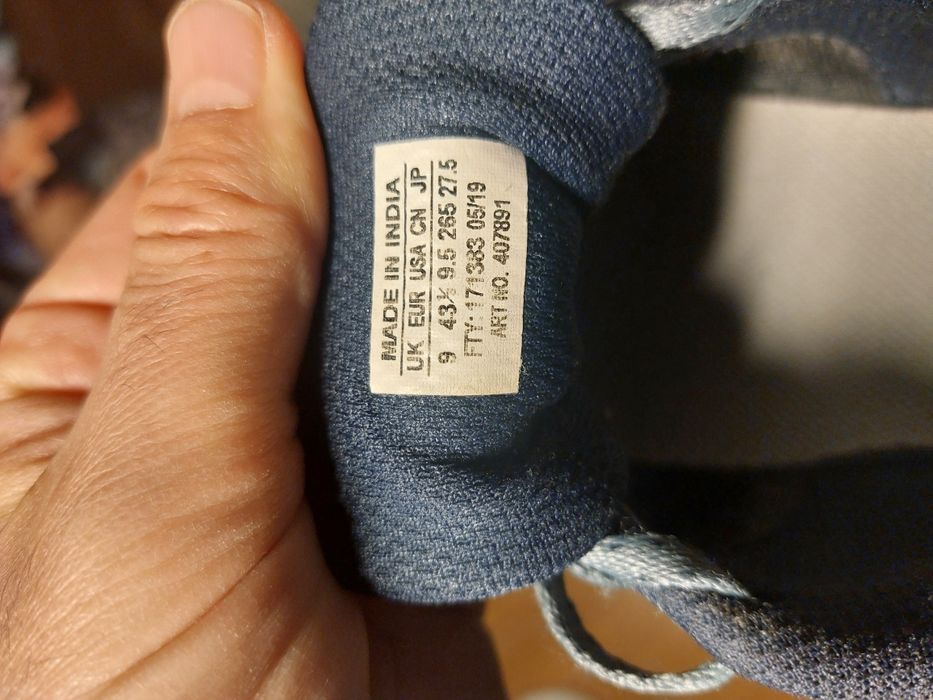 MADE IN INDIA
UK EUR USA CN JP
9 43⅓ 9.5 265 27.5
FTY: 171383 05/19
ART NO. 407891